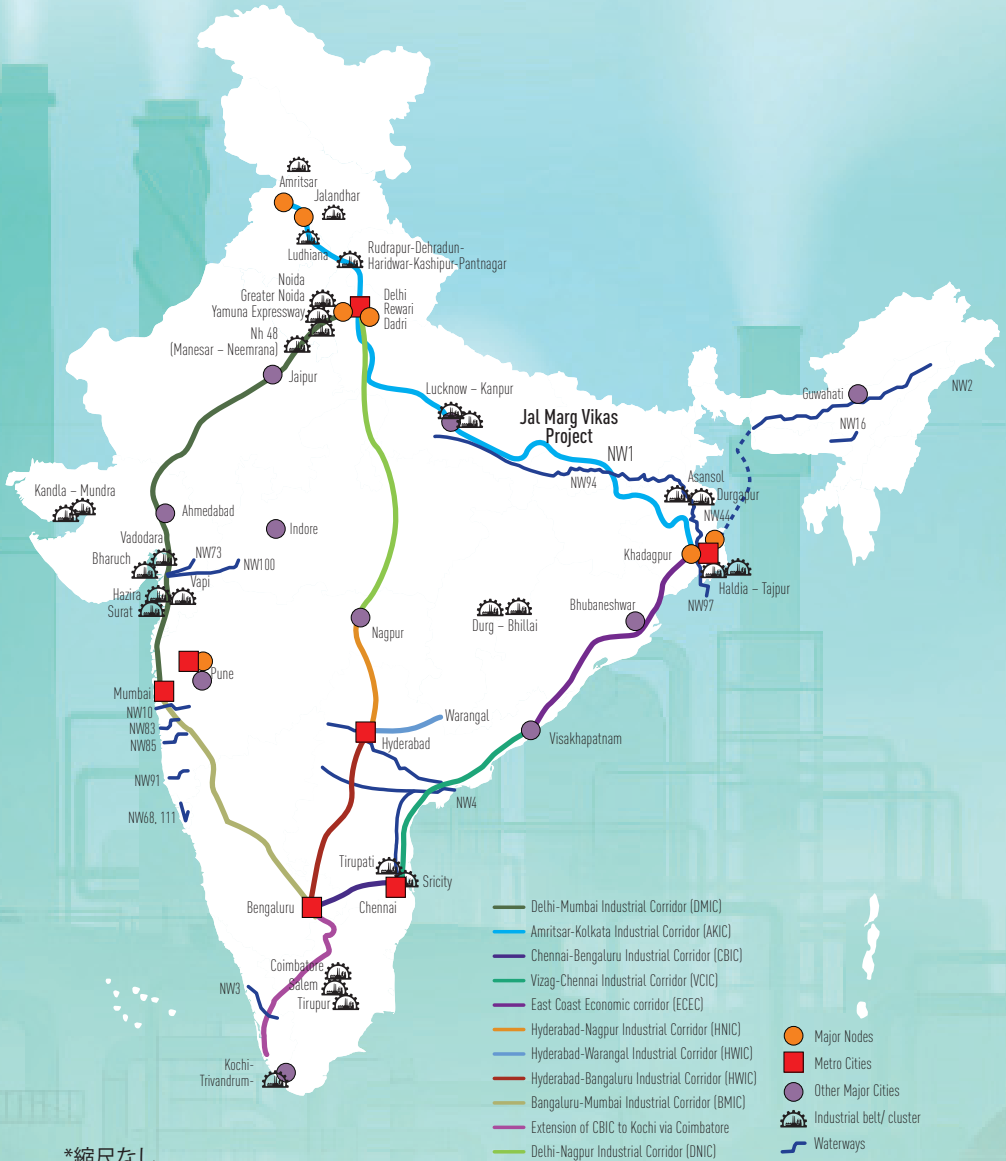 Amritsar
Jalandhar
Ludhiana
Rudrapur-Dehradun-
Haridwar-Kashipur-Pantnagar
Noida
Greater Noida
Yamuna Expressway
Delhi
Rewari
Dadri
Nh 48
(Manesar – Neemrana)
Jaipur
Lucknow – Kanpur
Jal Marg Vikas
Project
NW1
NW94
Guwahati
NW2
NW16
Asansol
Durgapur
NW44
Kandla – Mundra
Ahmedabad
Indore
Vadodara
NW73
NW100
Bharuch
Vapi
Hazira
Surat
Khadagpur
Haldia – Tajpur
NW97
Bhubaneshwar
Durg – Bhillai
Nagpur
Pune
Mumbai
NW10
NW83
NW85
NW91
NW68, 111
Warangal
Hyderabad
Visakhapatnam
NW4
Tirupati
Sricity
Bengaluru
Chennai
Coimbatore
Salem
Tirupur
NW3
Kochi-
Trivandrum-
Delhi-Mumbai Industrial Corridor (DMIC)
Amritsar-Kolkata Industrial Corridor (AKIC)
Chennai-Bengaluru Industrial Corridor (CBIC)
Vizag-Chennai Industrial Corridor (VCIC)
East Coast Economic corridor (ECEC)
Hyderabad-Nagpur Industrial Corridor (HNIC)
Hyderabad-Warangal Industrial Corridor (HWIC)
Hyderabad-Bangaluru Industrial Corridor (HWIC)
Bangaluru-Mumbai Industrial Corridor (BMIC)
Extension of CBIC to Kochi via Coimbatore
Delhi-Nagpur Industrial Corridor (DNIC)
Major Nodes
Metro Cities
Other Major Cities
Industrial belt/ cluster
Waterways
*縮尺なし